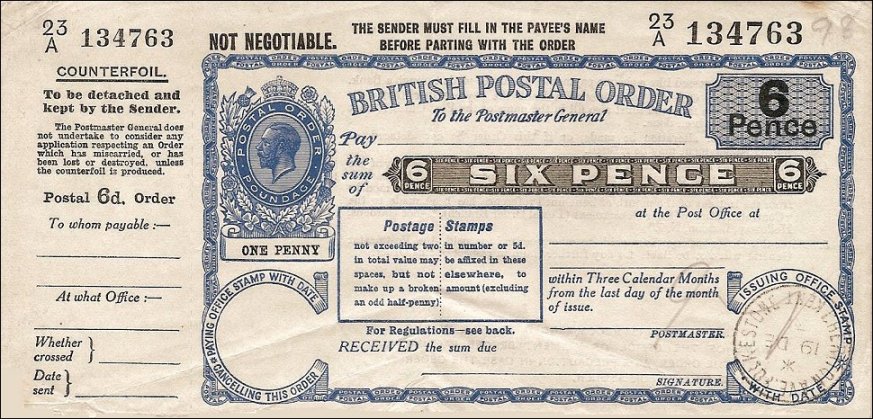 23
A 134763
COUNTERFOIL.
To be detached and
kept by the Sender.
The Postmaster General does
not undertake to consider any
application respecting an Order
which has miscarried, or has
been lost or destroyed, unless
the counterfoil is produced.
Postal 6d. Order
To whom payable :—
At what Office :—
Whether
crossed }
Date
sent }
NOT NEGOTIABLE.
THE SENDER MUST FILL IN THE PAYEE'S NAME
BEFORE PARTING WITH THE ORDER
23
A 134763
98
BRITISH POSTAL ORDER
To the Postmaster General
6
Pence
POSTAL ORDER
POUNDAGE
ONE PENNY
Pay
the
sum
of
6 PENCE
SIX PENCE
6 PENCE
at the Post Office at
Postage Stamps
not exceeding two in number or 5d.
in total value may be affixed in these
spaces, but not elsewhere, to
make up a broken amount (excluding
an odd half-penny)
within Three Calendar Months
from the last day of the month
of issue.
For Regulations—see back.
POSTMASTER.
RECEIVED the sum due
SIGNATURE.
PAYING OFFICE STAMP WITH DATE
CANCELLING THIS ORDER
ISSUING OFFICE STAMP
WITH DATE
KESTON
19 DE